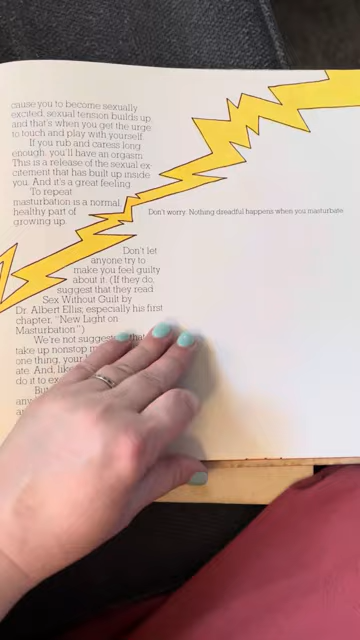 cause you to become sexually
excited, sexual tension builds up,
and that's when you get the urge
to touch and play with yourself.
If you rub and caress long
enough, you'll have an orgasm.
This is a release of the sexual ex-
citement that has built up inside
you. And it's a great feeling
To repeat
masturbation is a normal,
healthy part of
growing up.
Don't worry. Nothing dreadful happens when you masturbate.
Don't let
anyone try to
make you feel guilty
about it. (If they do,
suggest that they read
Sex Without Guilt by
Dr. Albert Ellis, especially his first
chapter, "New Light on
Masturbation.")
We're not
take up nonstop
one thing, your
ate. And,
do it to